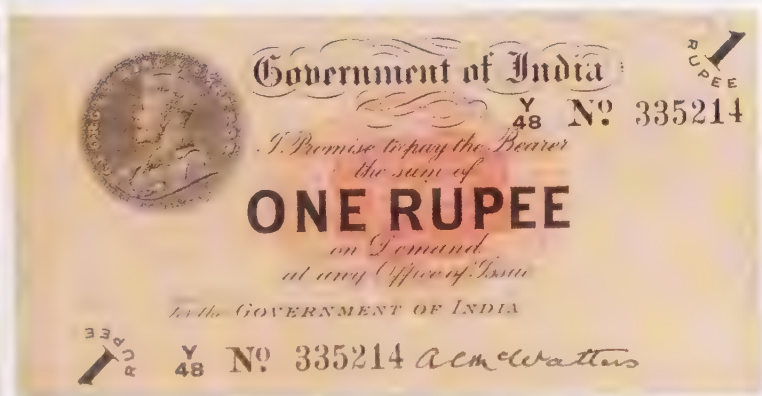 Government of India
1
RUPEE
Y
48 Nº 335214
I Promise to pay the Bearer
the sum of
ONE RUPEE
on Demand
at any Office of Issue
for the GOVERNMENT OF INDIA
1
RUPEE
Y
48 Nº 335214 A C McWatters